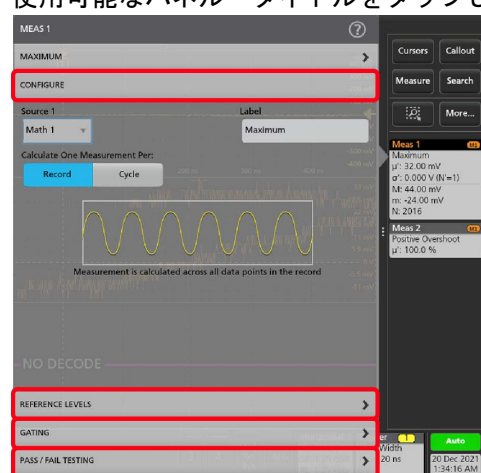 使用可能なパネル・タイトルをタップし
MEAS 1
?
MAXIMUM
CONFIGURE
Source 1
Label
Math 1
Maximum
Calculate One Measurement Per:
Record
Cycle
Measurement is calculated across all data points in the record
NO DECODE
REFERENCE LEVELS
GATING
PASS / FAIL TESTING
Cursors
Callout
Measure
Search
More...
Meas 1
M1
Maximum
μ': 32.00 mV
σ': 0.000 V (N'=1)
M: 44.00 mV
m: -24.00 mV
N: 2016
Meas 2
Positive Overshoot
μ': 100.0 %
er
1
Width
20 ns
Auto
20 Dec 2021
1:34:16 AM